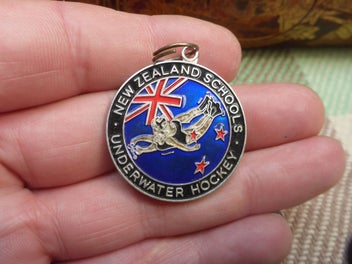 NEW ZEALAND SCHOOLS
· UNDERWATER HOCKEY ·